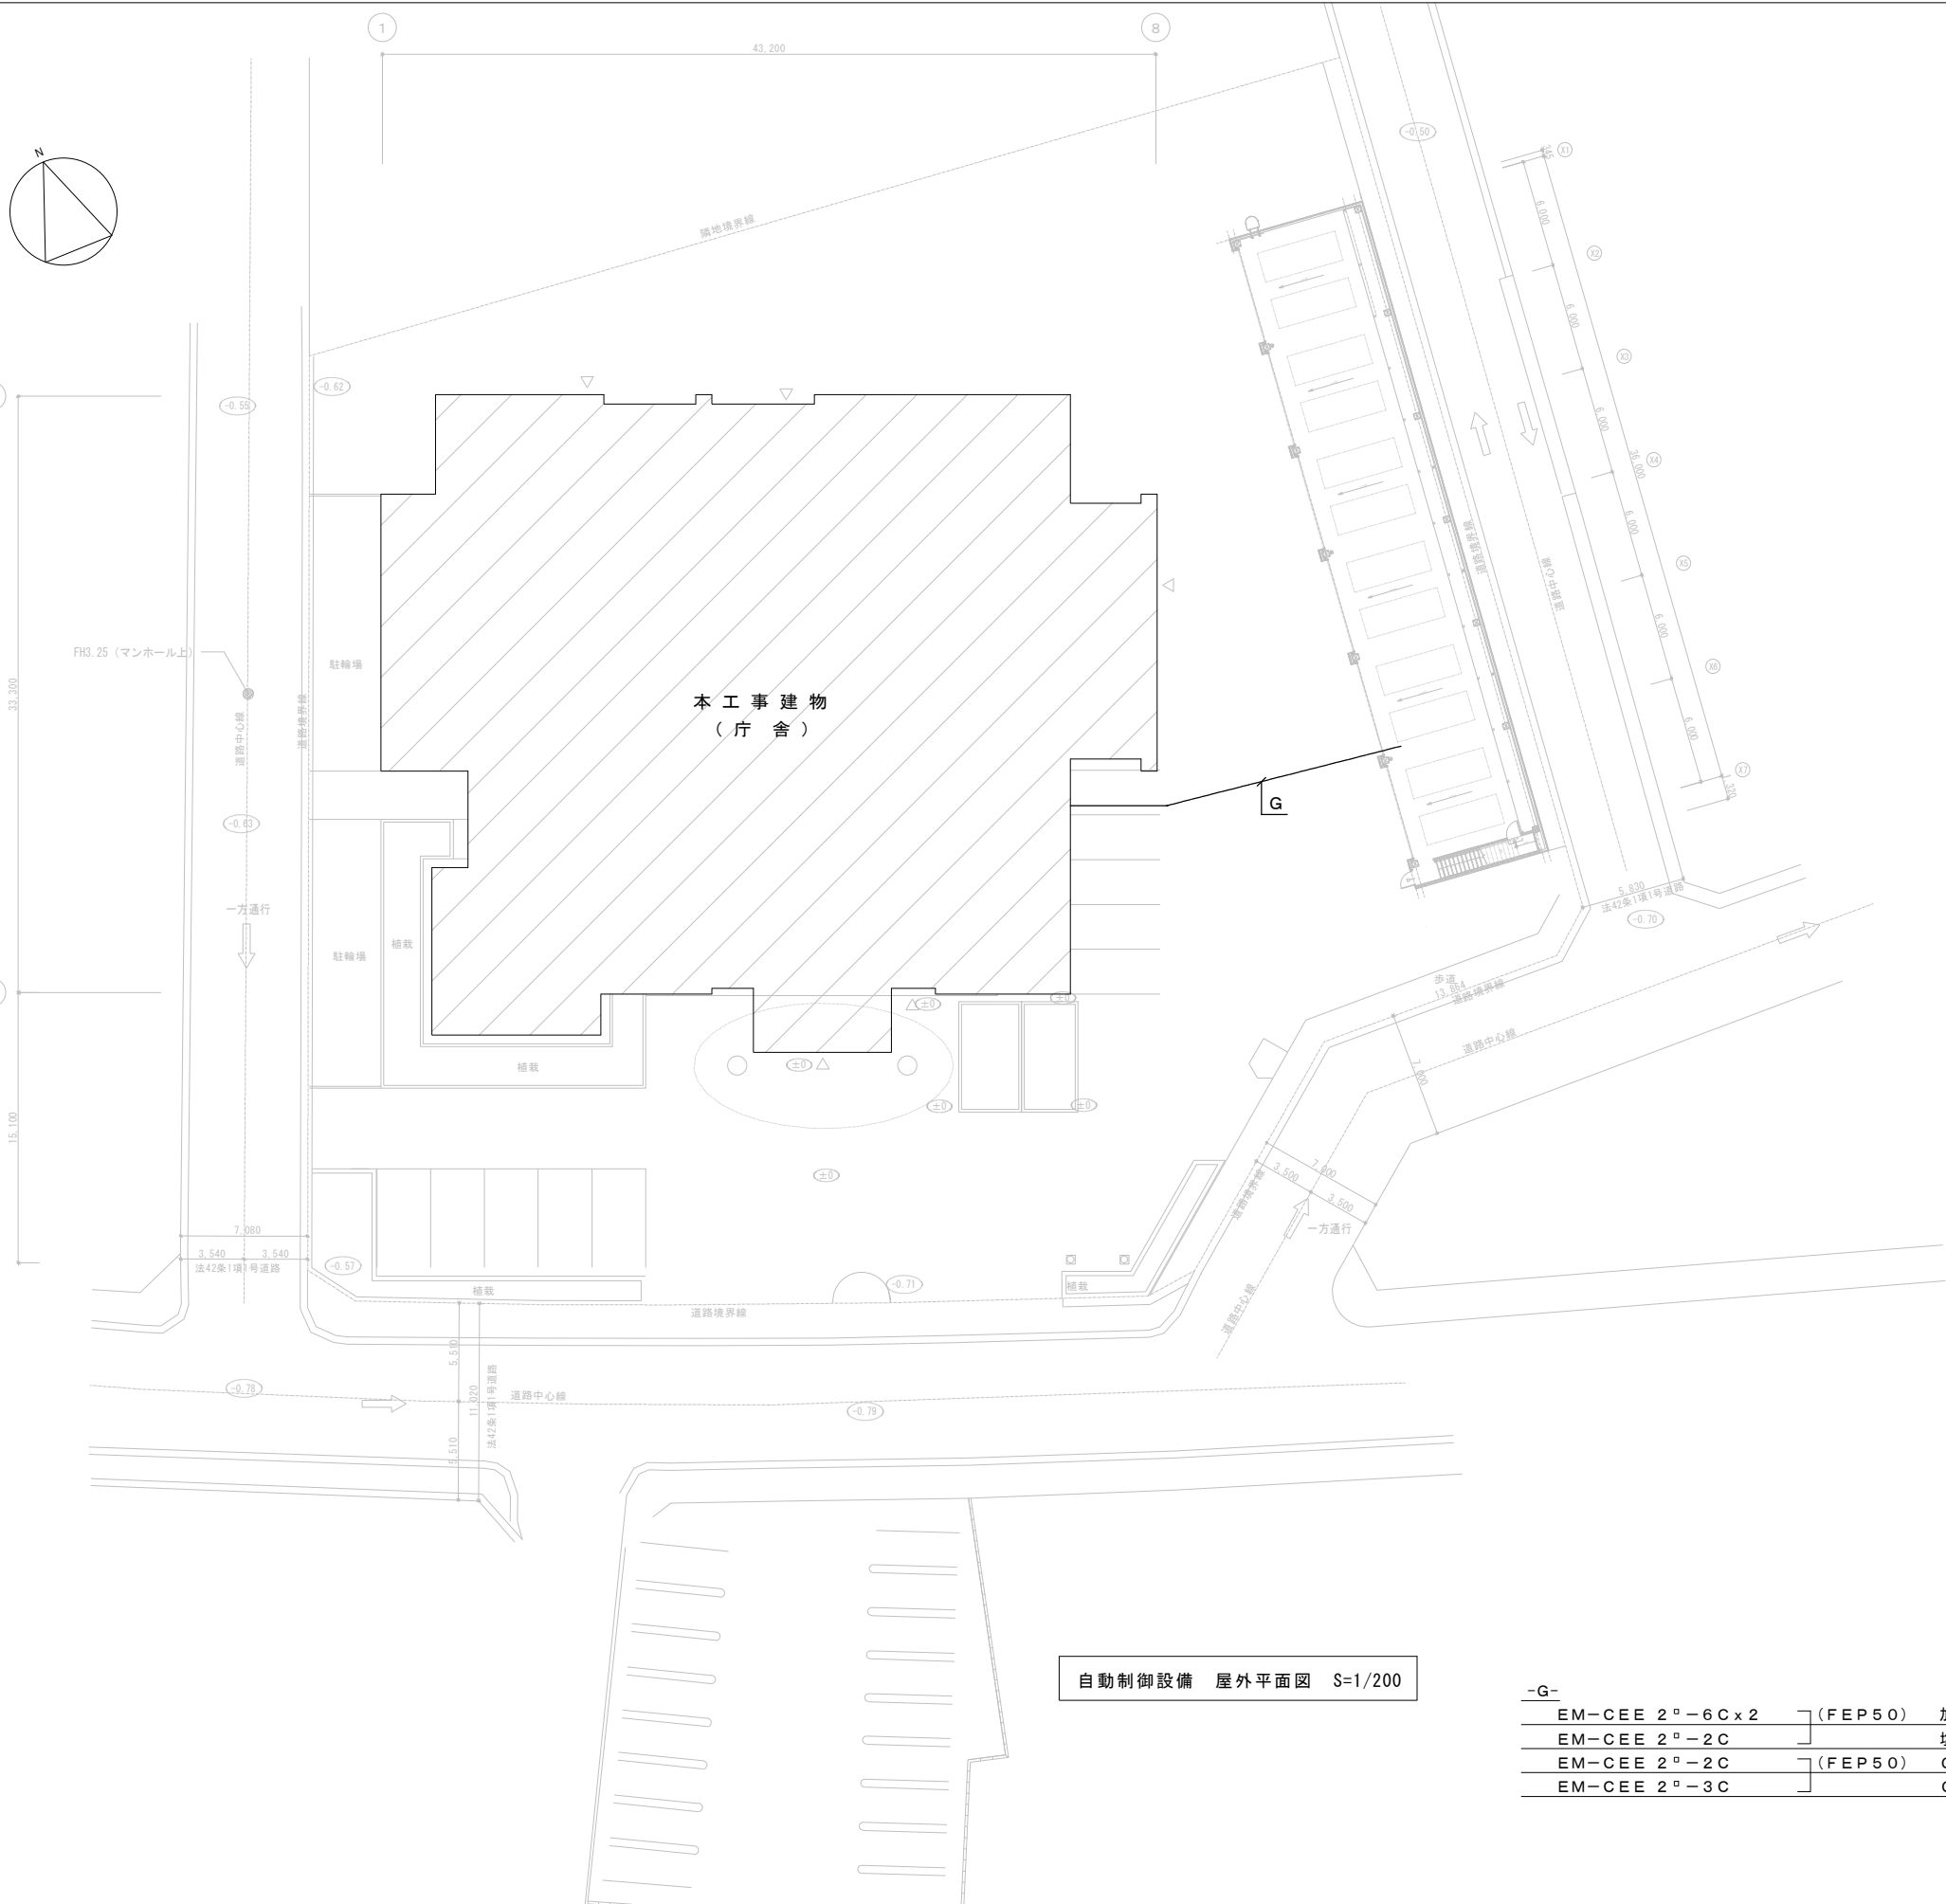 1
8
43,200
N
-0.50
345
X1
6,000
X2
隣地境界線
6,000
X3
-0.62
-0.55
6,000
36,000
X4
6,000
道路境界線
道路中心線
X5
6,000
X6
6,000
X7
320
FH3.25 (マンホール上)
駐輪場
33,300
道路中心線
道路境界線
本工事建物
(庁 舎)
G
-0.63
5,830
法42条1項1号道路
-0.70
一方通行
植栽
駐輪場
歩道
13,864
道路境界線
±0
±0
道路中心線
植栽
±0
7,000
±0
±0
15,100
±0
7,000
3,500
3,500
道路境界線
一方通行
7,080
3,540
3,540
法42条1項1号道路
-0.57
植栽
-0.71
植栽
道路境界線
道路中心線
5,510
11,020
法42条1項1号道路
-0.78
道路中心線
-0.79
5,510
自動制御設備 屋外平面図 S=1/200
-G-
EM-CEE 2□-6C×2 (FEP50)
EM-CEE 2□-2C
EM-CEE 2□-2C (FEP50)
EM-CEE 2□-3C